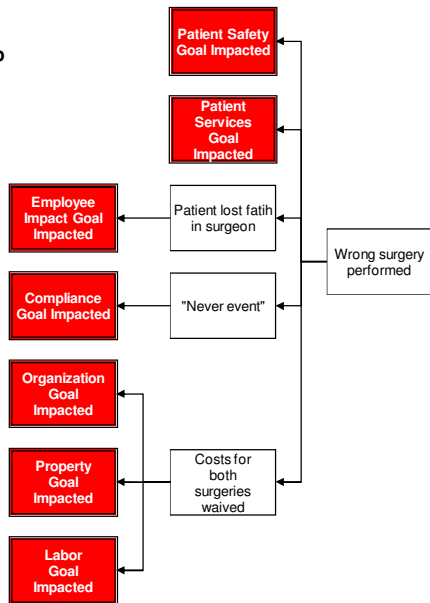 Patient Safety
Goal Impacted
Patient
Services
Goal
Impacted
Employee
Impact Goal
Impacted
Patient lost fatih
in surgeon
Wrong surgery
performed
Compliance
Goal Impacted
"Never event"
Organization
Goal
Impacted
Property
Goal
Impacted
Costs for
both
surgeries
waived
Labor
Goal
Impacted